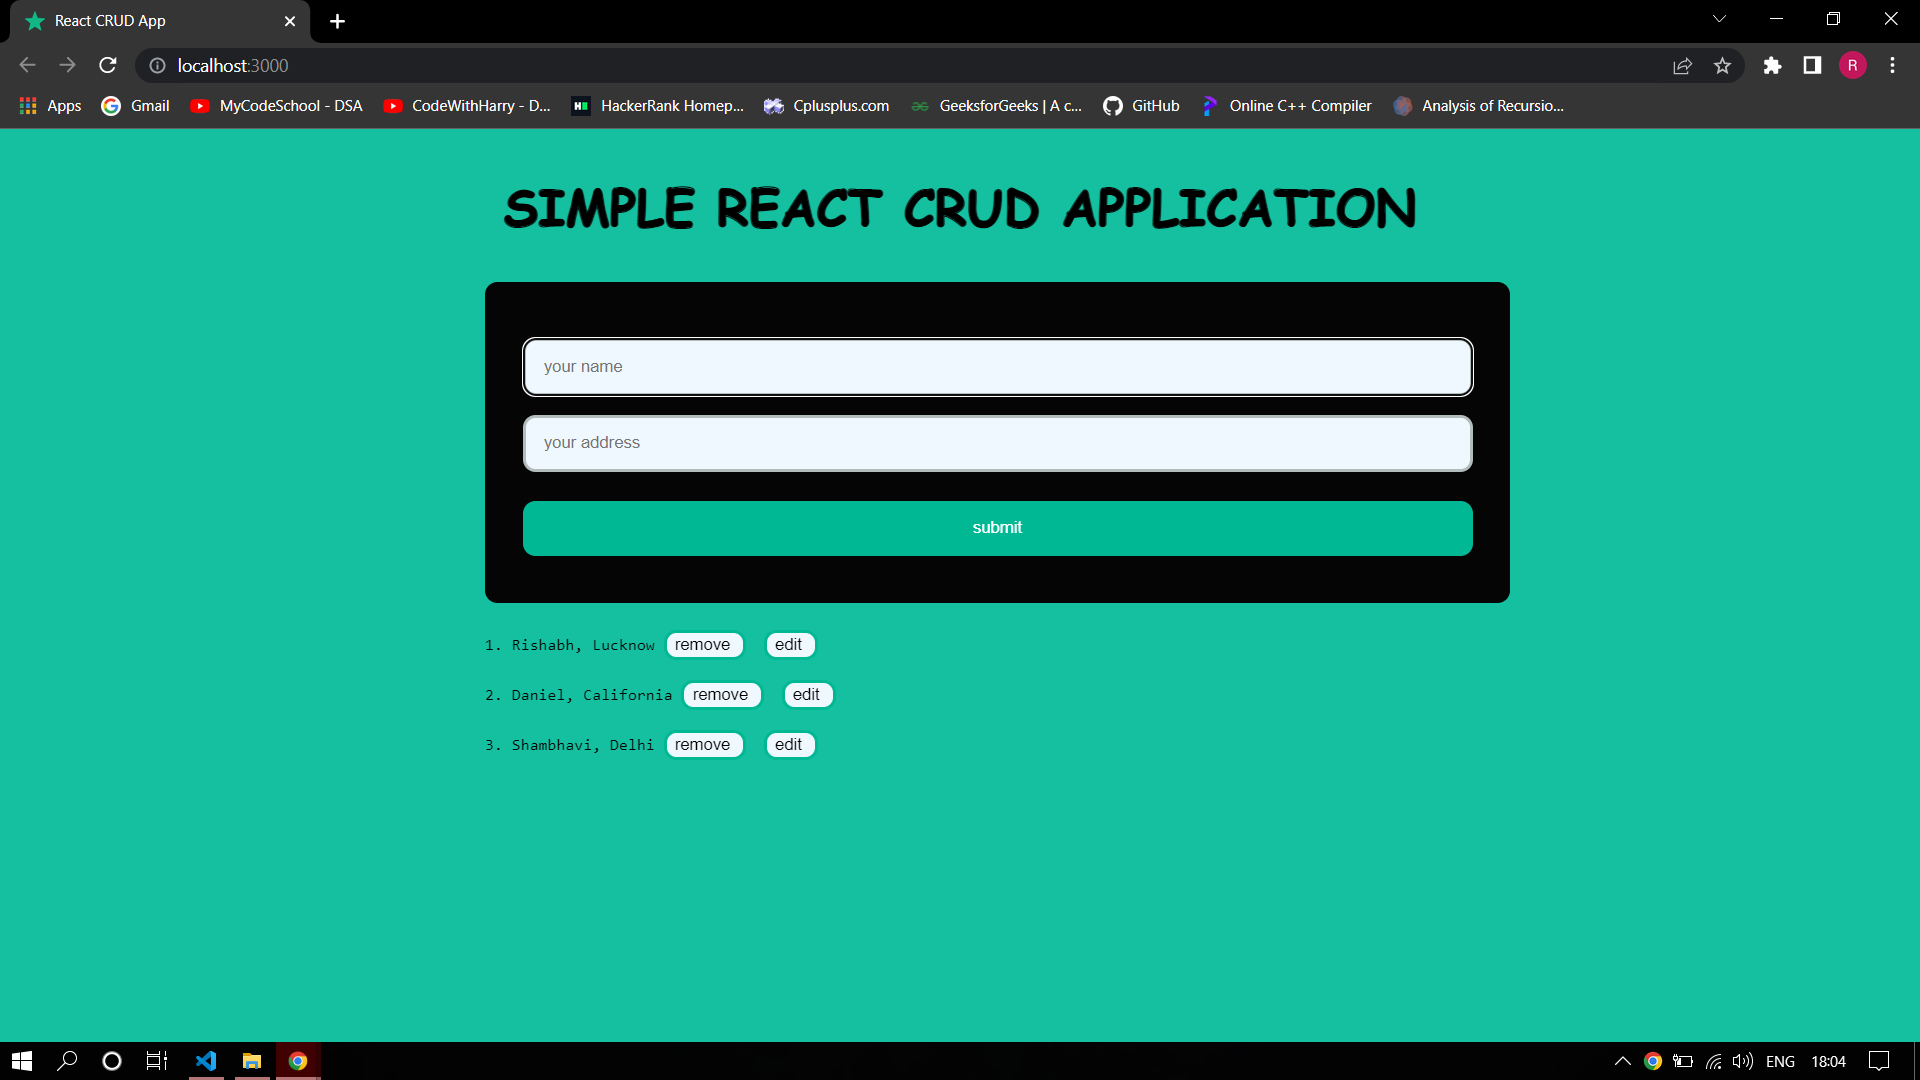 React CRUD App
localhost:3000
R
Apps Gmail MyCodeSchool - DSA CodeWithHarry - D... HackerRank Homep... Cplusplus.com GeeksforGeeks | A c... GitHub Online C++ Compiler Analysis of Recursio...
SIMPLE REACT CRUD APPLICATION
your name
your address
submit
1. Rishabh, Lucknow remove edit
2. Daniel, California remove edit
3. Shambhavi, Delhi remove edit
ENG 18:04